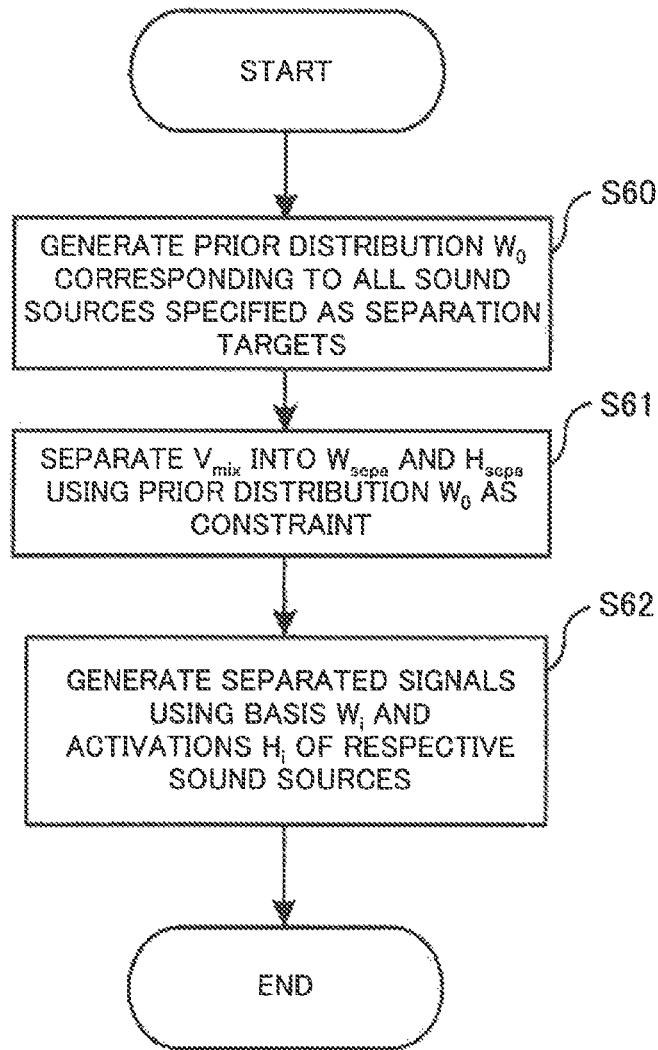 START
S60
GENERATE PRIOR DISTRIBUTION W₀
CORRESPONDING TO ALL SOUND
SOURCES SPECIFIED AS SEPARATION
TARGETS
S61
SEPARATE Vmix INTO Wsepa AND Hsepa
USING PRIOR DISTRIBUTION W₀ AS
CONSTRAINT
S62
GENERATE SEPARATED SIGNALS
USING BASIS Wᵢ AND
ACTIVATIONS Hᵢ OF RESPECTIVE
SOUND SOURCES
END